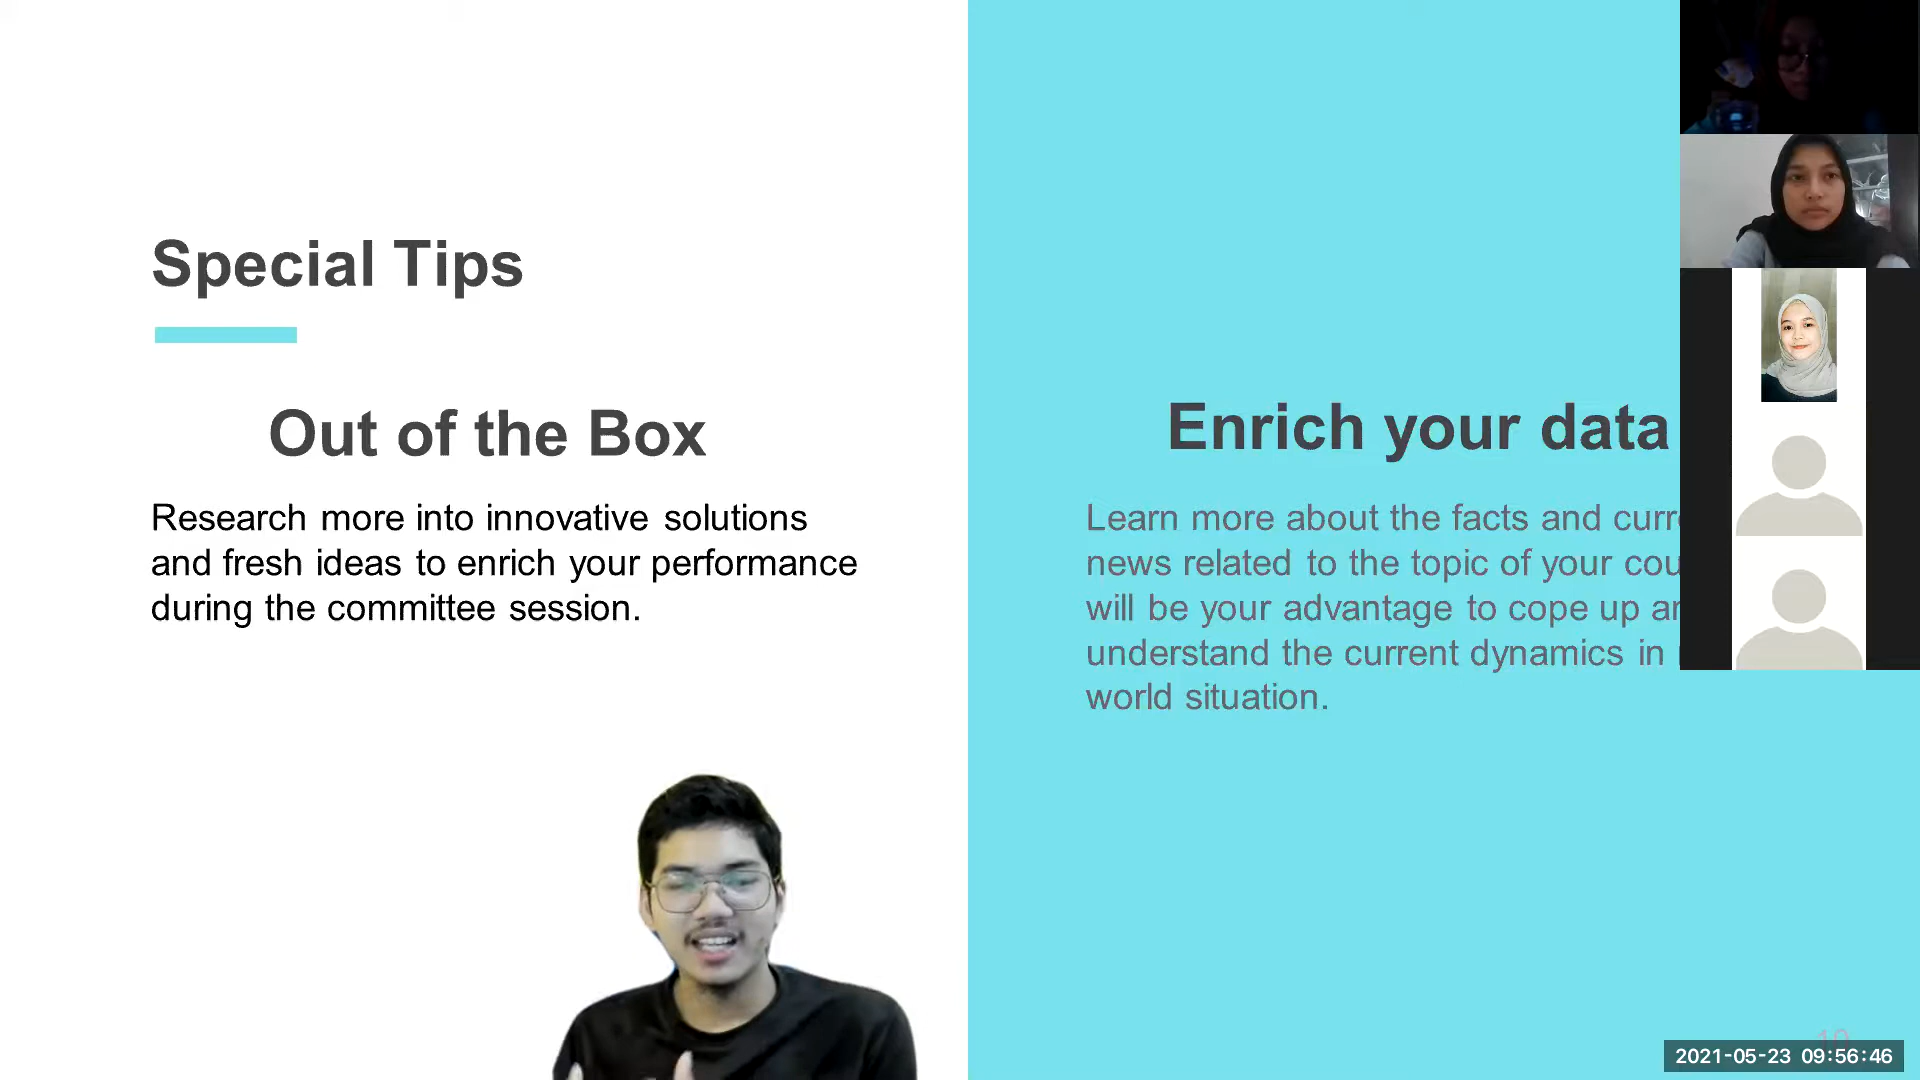 Special Tips
Out of the Box
Research more into innovative solutions
and fresh ideas to enrich your performance
during the committee session.
Enrich your data
Learn more about the facts and
news related to the topic of your
will be your advantage to cope up
understand the current dynamics in
world situation.
10
2021-05-23 09:56:46